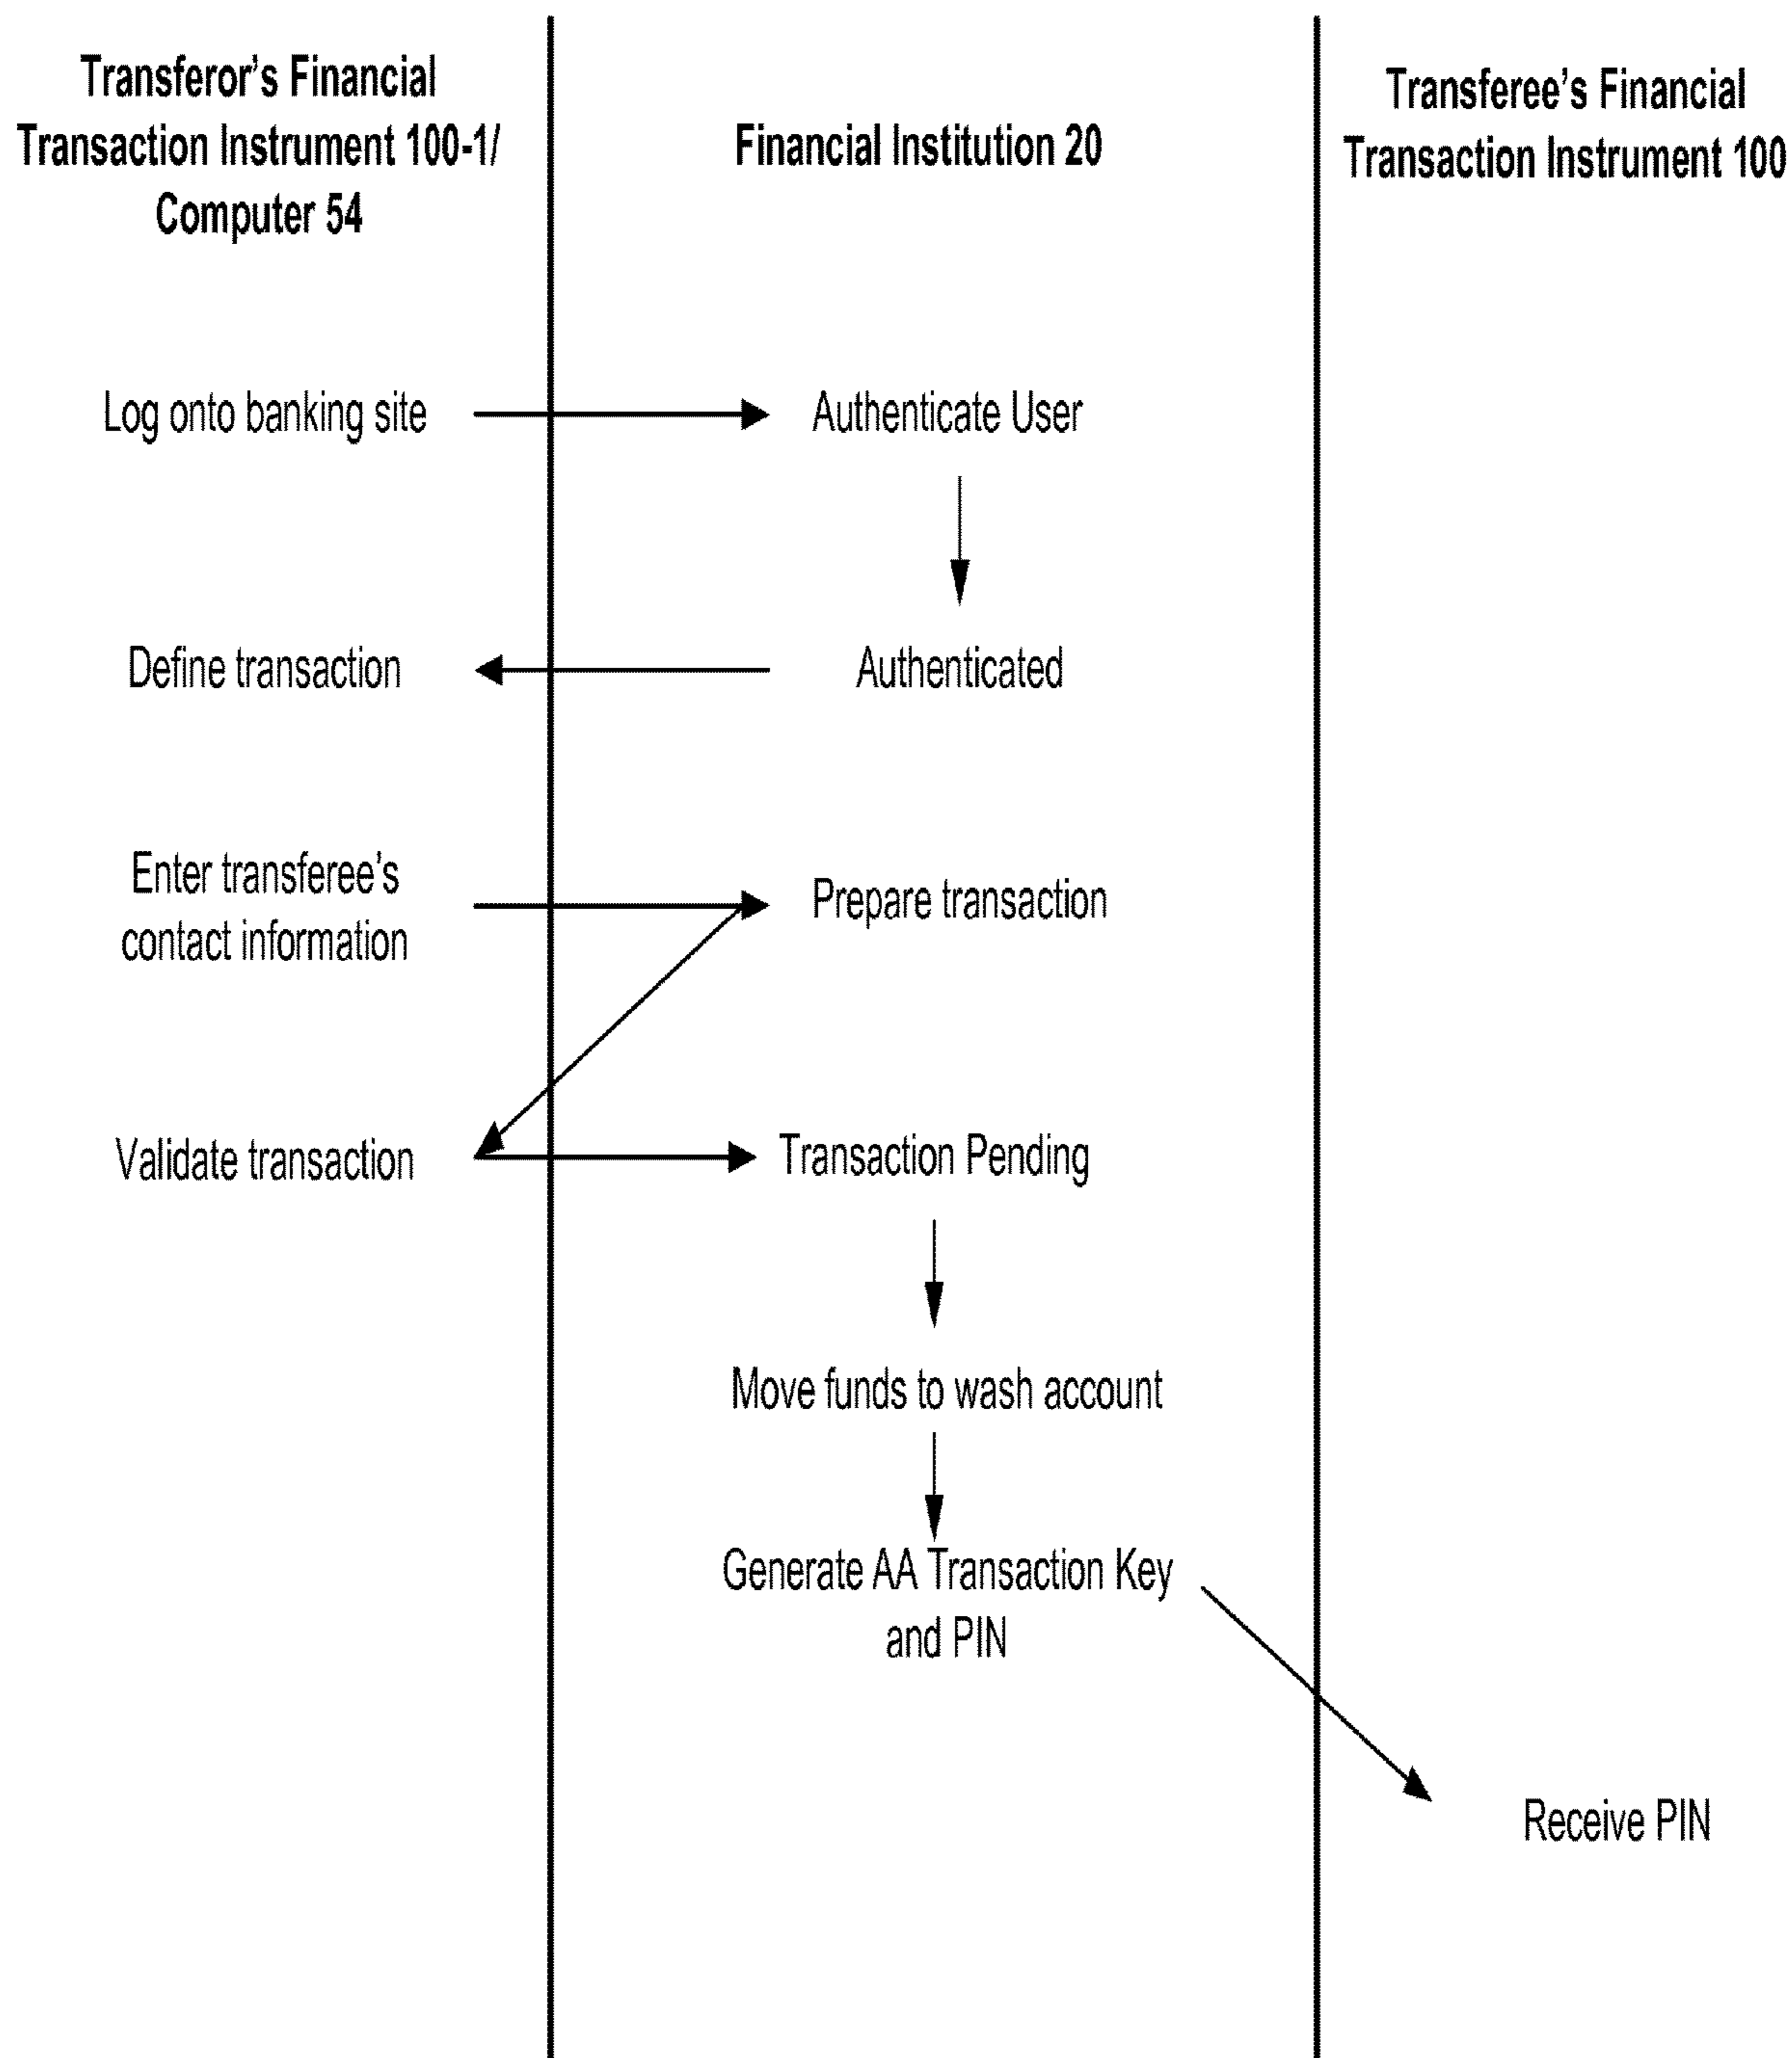 Transferor’s Financial
Transaction Instrument 100-1/
Computer 54
Financial Institution 20
Transferee’s Financial
Transaction Instrument 100
Log onto banking site
Authenticate User
Define transaction
Authenticated
Enter transferee’s
contact information
Prepare transaction
Validate transaction
Transaction Pending
Move funds to wash account
Generate AA Transaction Key
and PIN
Receive PIN